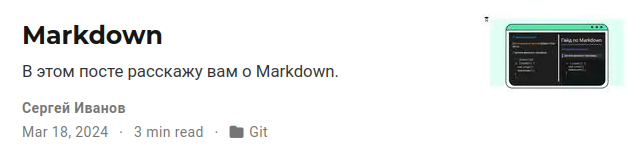 Markdown
В этом посте расскажу вам о Markdown.
Сергей Иванов
Mar 18, 2024 · 3 min read · Git
Гайд по Markdown